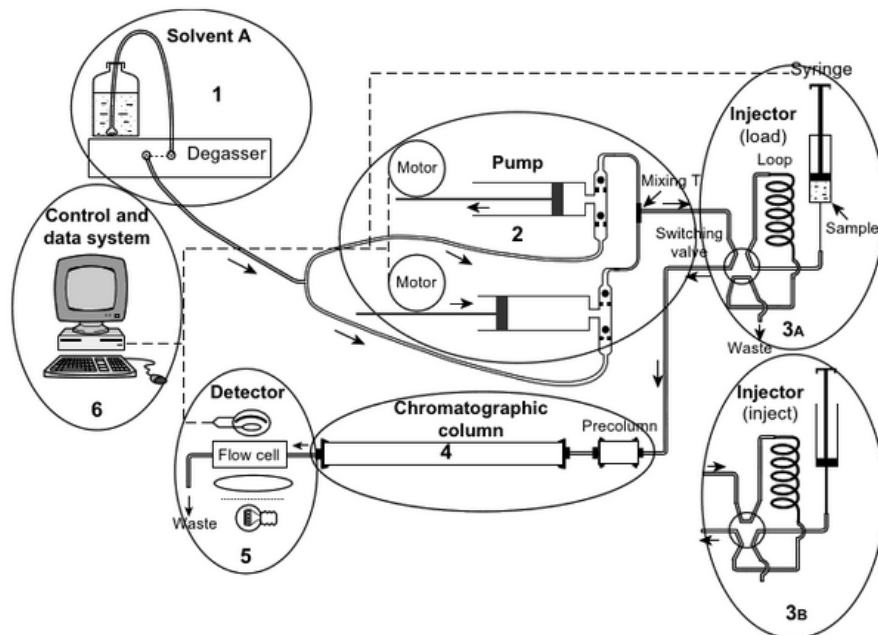 Solvent A
1
Degasser
Control and
data system
6
Motor
Pump
2
Motor
Mixing T
Switching
valve
Syringe
Injector
(load)
Loop
Sample
Waste
3A
Detector
Flow cell
Waste
5
Chromatographic
column
4
Precolumn
Injector
(inject)
3B